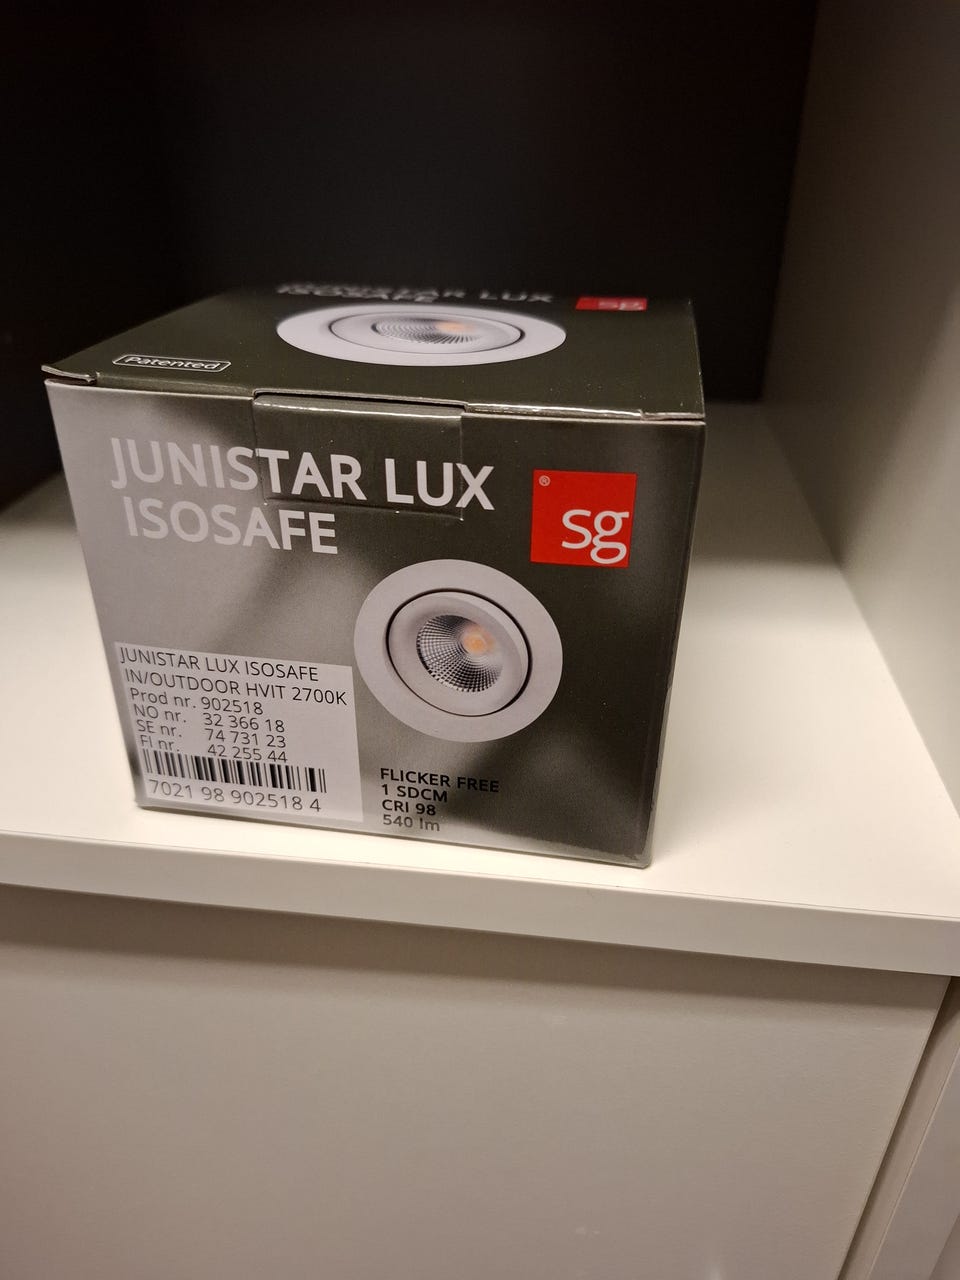 JUNISTAR LUX
ISOSAFE
sg
Patented
JUNISTAR LUX
ISOSAFE
® sg
JUNISTAR LUX ISOSAFE
IN/OUTDOOR HVIT 2700K
Prod nr. 902518
NO nr. 32 366 18
SE nr. 74 731 23
FI nr. 42 255 44
7021 98 902518 4
FLICKER FREE
1 SDCM
CRI 98
540 lm